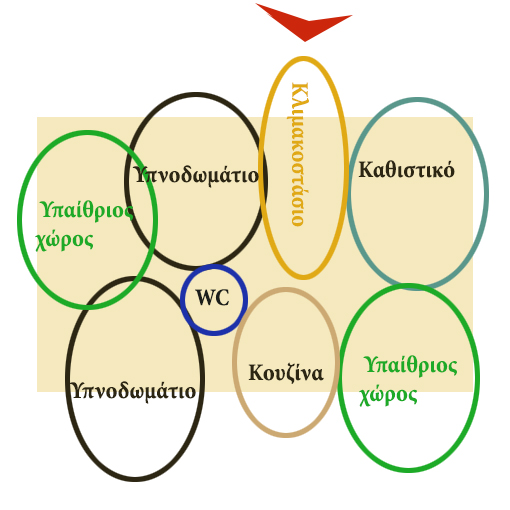 Κλιμακοστάσιο
Υπνοδωμάτιο
Καθιστικό
Υπαίθριος
χώρος
WC
Υπνοδωμάτιο
Κουζίνα
Υπαίθριος
χώρος